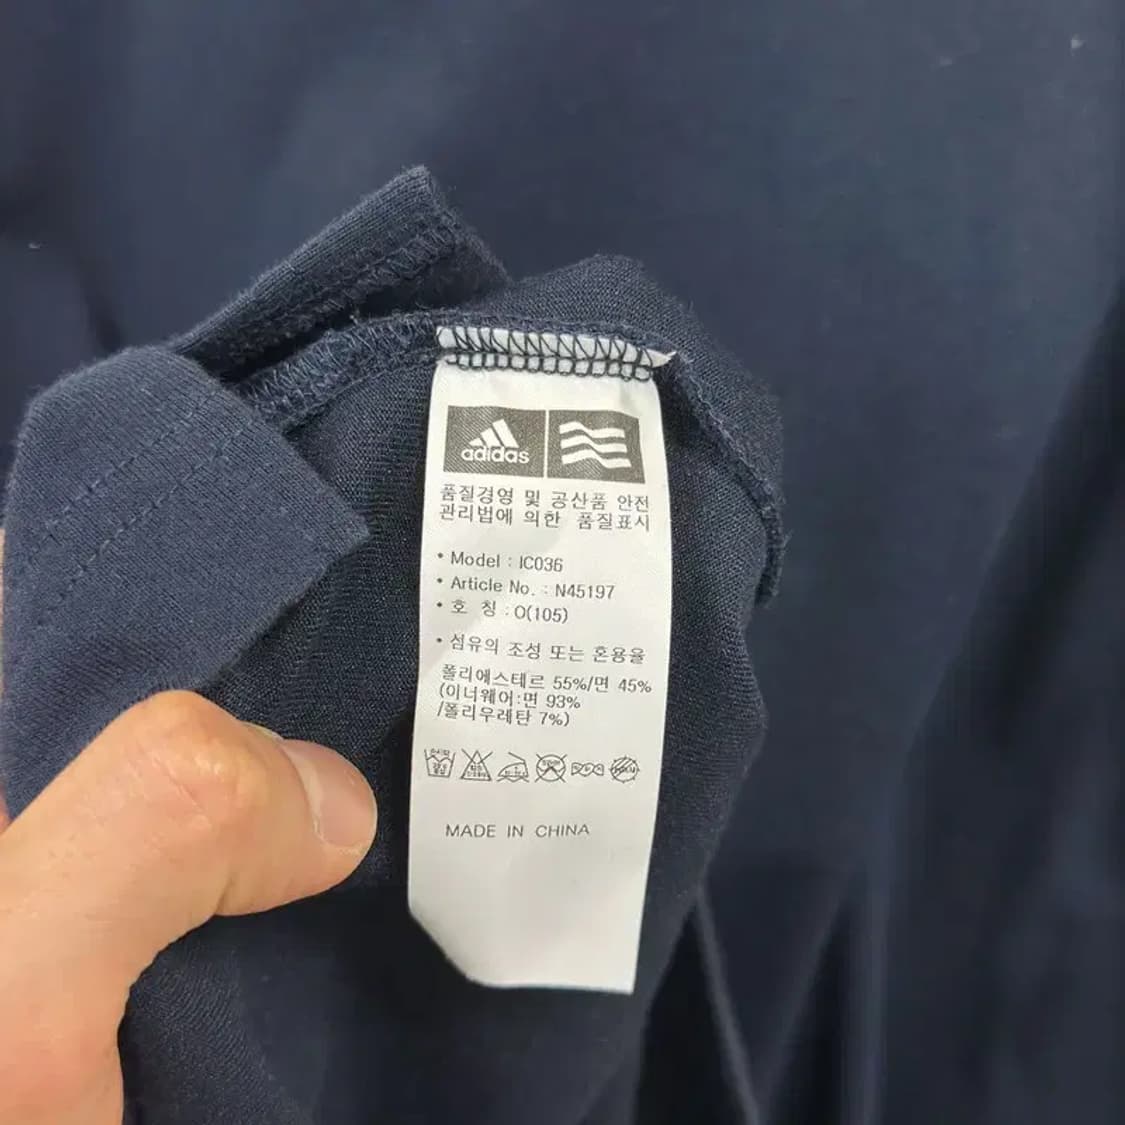 adidas
품질경영 및 공산품 안전
관리법에 의한 품질표시
• Model : IC036
• Article No. : N45197
• 호 칭 : O(105)
• 섬유의 조성 또는 혼용율
폴리에스테르 55%/면 45%
(이너웨어:면 93%
/폴리우레탄 7%)
MADE IN CHINA